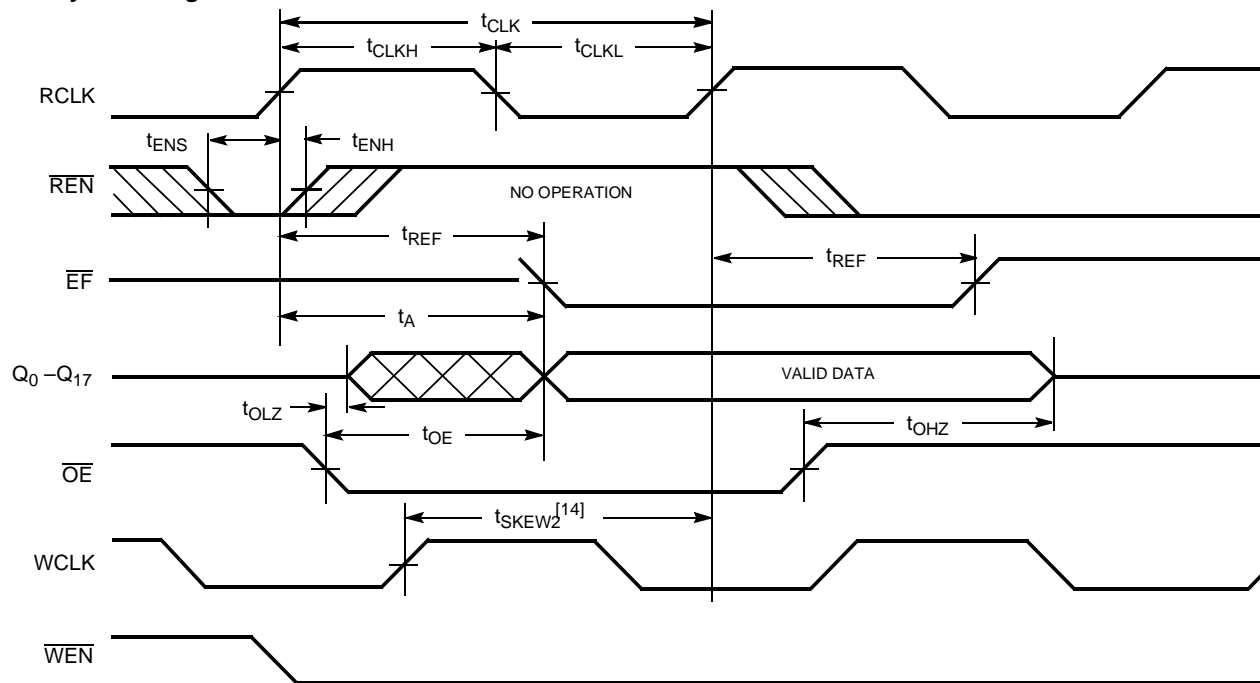 tCLK
tCLKH
tCLKL
RCLK
tENS
tENH
REN
NO OPERATION
tREF
tREF
EF
tA
Q0 –Q17
VALID DATA
tOLZ
tOE
tOHZ
OE
tSKEW2[14]
WCLK
WEN